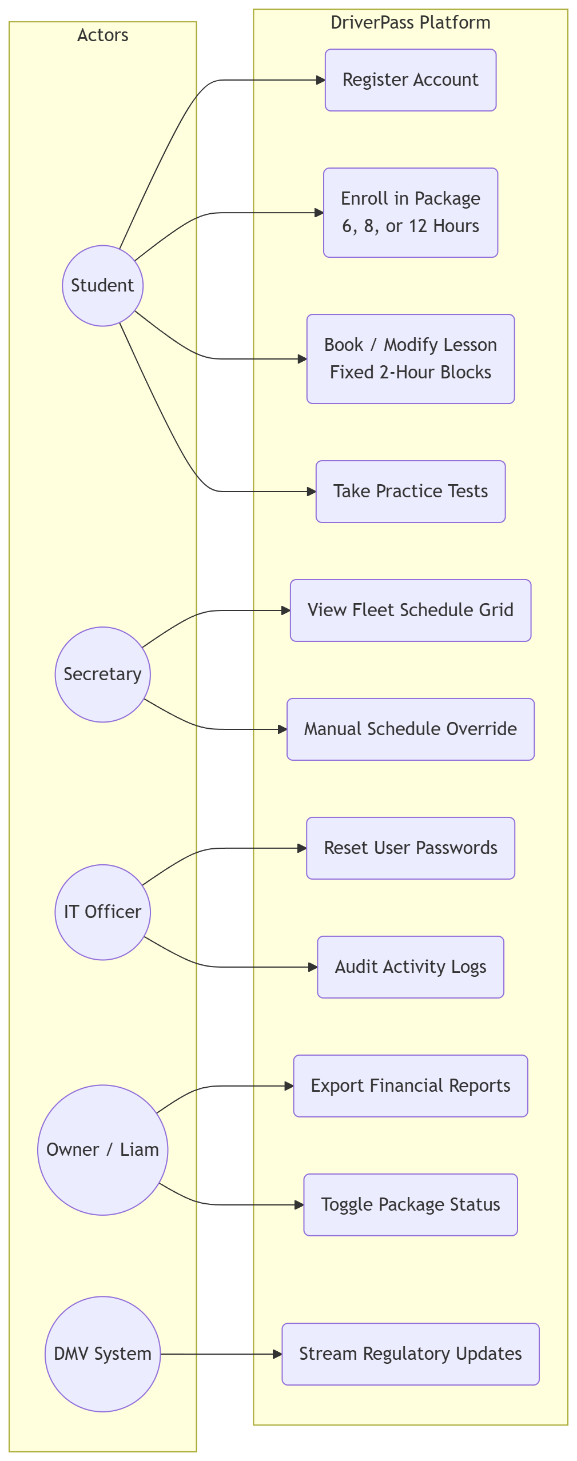 Actors
DriverPass Platform
Register Account
Enroll in Package
6, 8, or 12 Hours
Student
Book / Modify Lesson
Fixed 2-Hour Blocks
Take Practice Tests
View Fleet Schedule Grid
Secretary
Manual Schedule Override
Reset User Passwords
IT Officer
Audit Activity Logs
Export Financial Reports
Owner / Liam
Toggle Package Status
DMV System
Stream Regulatory Updates